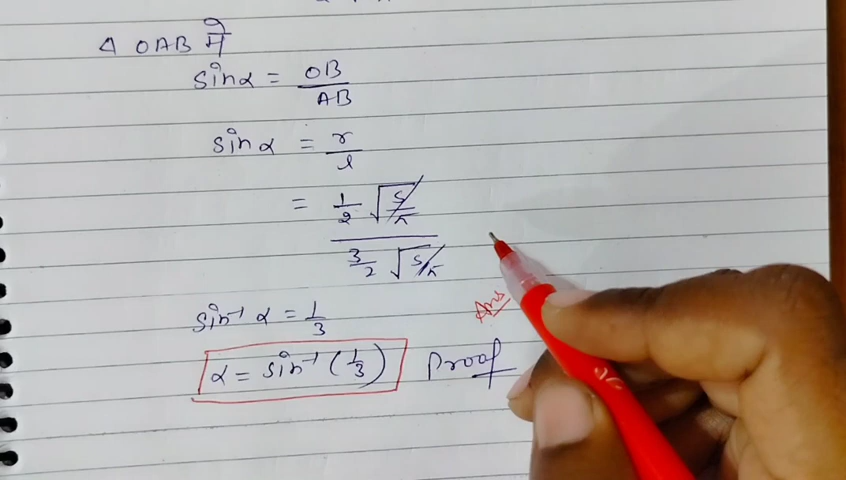 Δ OAB में
sinα = OB/AB
sinα = r/l
= 1/2 √(S/π) / 3/2 √(S/π)
sin⁻¹ α = 1/3
Ans
α = sin⁻¹ (1/3) Proof